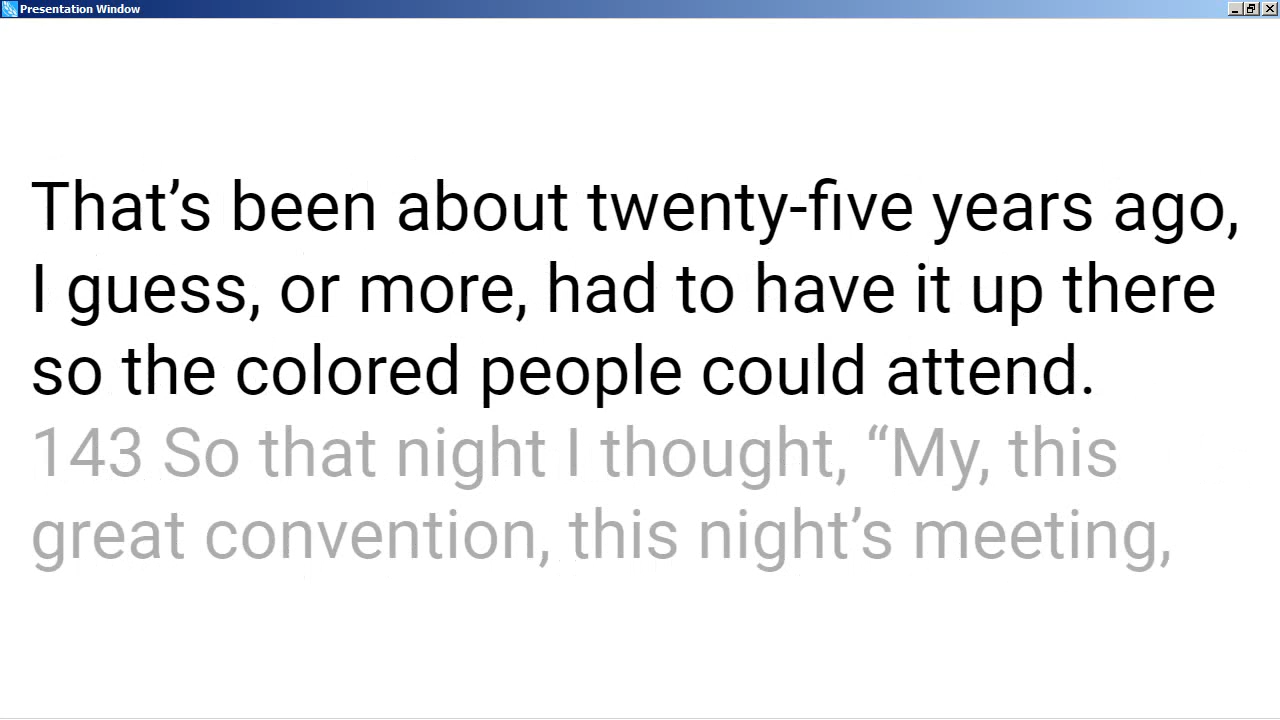 Presentation Window
That’s been about twenty-five years ago,
I guess, or more, had to have it up there
so the colored people could attend.
143 So that night I thought, “My, this
great convention, this night’s meeting,